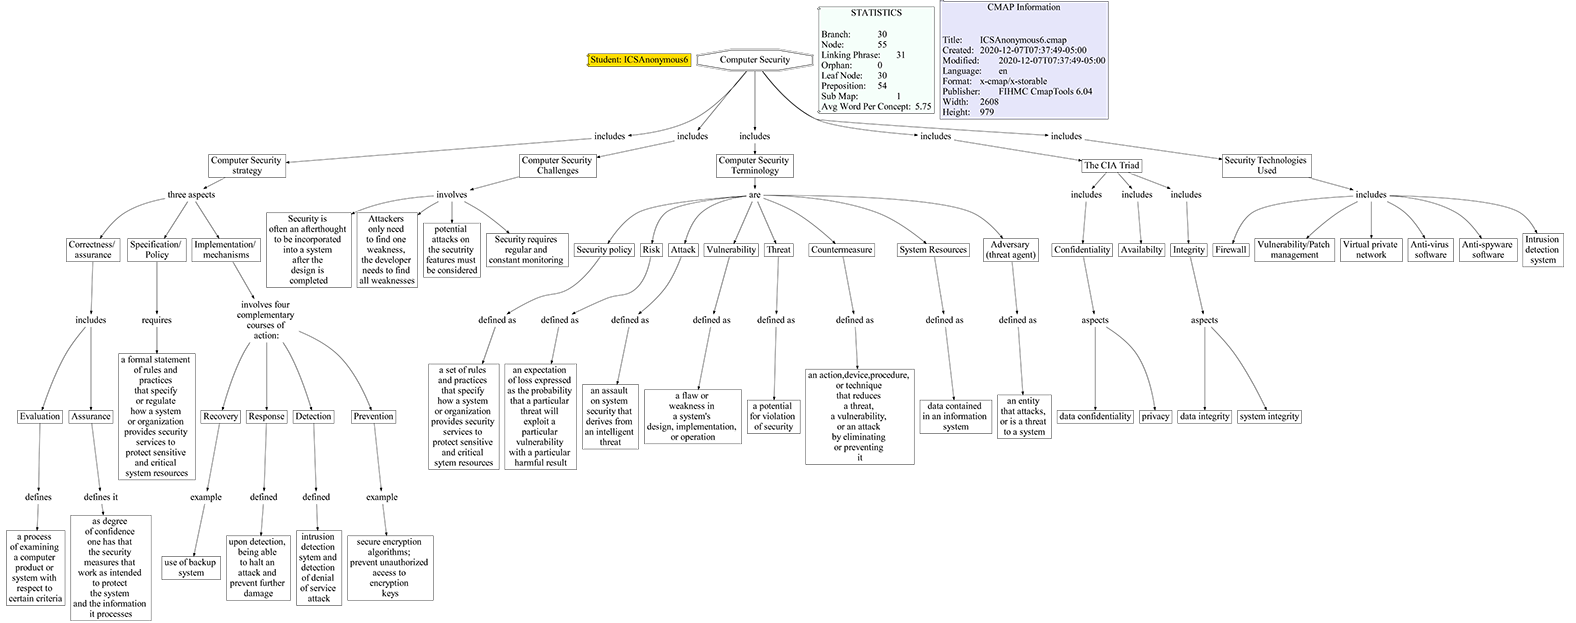 STATISTICS
Branch: 30
Node: 55
Linking Phrase: 31
Orphan: 0
Leaf Node: 30
Preposition: 54
Sub Map: 1
Avg Word Per Concept: 5.75
CMAP Information
Title: ICSAnonymous6.cmap
Created: 2020-12-07T07:37:49-05:00
Modified: 2020-12-07T07:37:49-05:00
Language: en
Format: x-cmap/x-storable
Publisher: FIHMC CmapTools 6.04
Width: 2608
Height: 979
Student: ICSAnonymous6
Computer Security
includes
includes
includes
includes
includes
Computer Security
strategy
Computer Security
Challenges
Computer Security
Terminology
The CIA Triad
Security Technologies
Used
three aspects
involves
are
includes
includes
includes
includes
Correctness/
assurance
Specification/
Policy
Implementation/
mechanisms
Security is
often an afterthought
to be incorporated
into a system
after the
design is
completed
Attackers
only need
to find one
weakness,
the developer
needs to find
all weaknesses
potential
attacks on
the secutrity
features must
be considered
Security requires
regular and
constant monitoring
Security policy
Risk
Attack
Vulnerability
Threat
Countermeasure
System Resources
Adversary
(threat agent)
Confidentiality
Availabilty
Integrity
Firewall
Vulnerability/Patch
management
Virtual private
network
Anti-virus
software
Anti-spyware
software
Intrusion
detection
system
includes
requires
involves four
complementary
courses of
action:
defined as
defined as
defined as
defined as
defined as
defined as
defined as
defined as
aspects
aspects
Evaluation
Assurance
a formal statement
of rules and
practices
that specify
or regulate
how a system
or organization
provides security
services to
protect sensitive
and critical
system resources
Recovery
Response
Detection
Prevention
a set of rules
and practices
that specify
how a system
or organization
provides security
services to
protect sensitive
and critical
sytem resources
an expectation
of loss expressed
as the probability
that a particular
threat will
exploit a
particular
vulnerability
with a particular
harmful result
an assault
on system
security that
derives from
an intelligent
threat
a flaw or
weakness in
a system's
design, implementation,
or operation
a potential
for violation
of security
an action,device,procedure,
or technique
that reduces
a threat,
a vulnerability,
or an attack
by eliminating
or preventing
it
data contained
in an information
system
an entity
that attacks,
or is a threat
to a system
data confidentiality
privacy
data integrity
system integrity
defines
defines it
example
defined
defined
example
a process
of examining
a computer
product or
system with
respect to
certain criteria
as degree
of confidence
one has that
the security
measures that
work as intended
to protect
the system
and the information
it processes
use of backup
system
upon detection,
being able
to halt an
attack and
prevent further
damage
intrusion
detection
sytem and
detection
of denial
of service
attack
secure encryption
algorithms;
prevent unauthorized
access to
encryption
keys